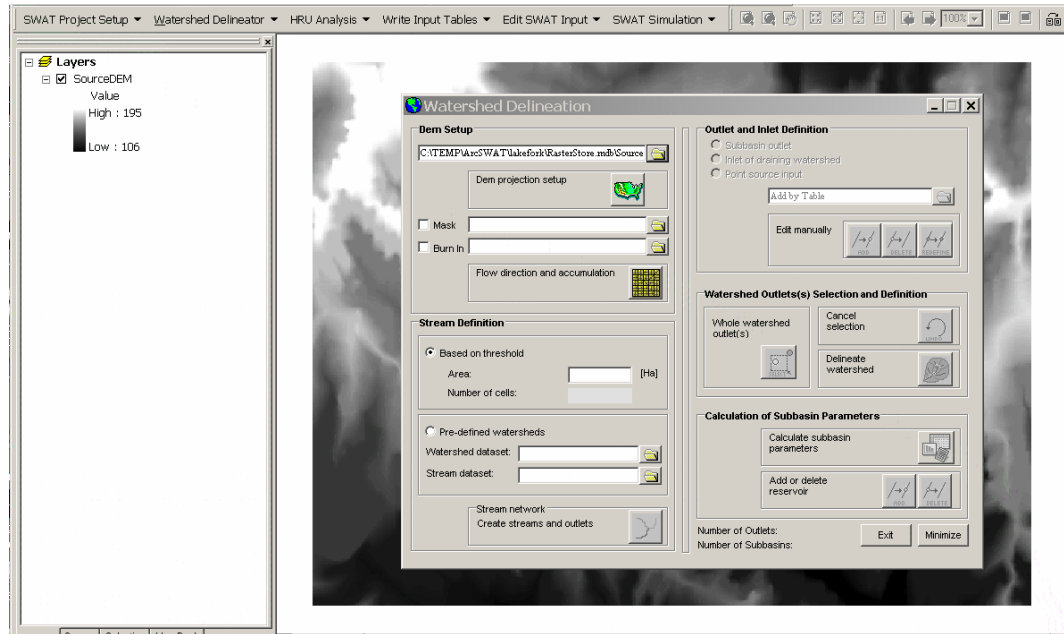 SWAT Project Setup Watershed Delineator HRU Analysis Write Input Tables Edit SWAT Input SWAT Simulation 100%
Layers
SourceDEM
Value
High : 195
Low : 106
Watershed Delineation
Dem Setup
C:\TEMP\ArcSWAT\lakefork\RasterStore.mdb\Source
Dem projection setup
Mask
Burn In
Flow direction and accumulation
Stream Definition
Based on threshold
Area: [Ha]
Number of cells:
Pre-defined watersheds
Watershed dataset:
Stream dataset:
Stream network
Create streams and outlets
Outlet and Inlet Definition
Subbasin outlet
Inlet of draining watershed
Point source input
Add by Table
Edit manually
ADD DELETE REDEFINE
Watershed Outlets(s) Selection and Definition
Whole watershed
outlet(s)
Cancel
selection
UNDO
Delineate
watershed
Calculation of Subbasin Parameters
Calculate subbasin
parameters
Add or delete
reservoir
ADD DELETE
Number of Outlets:
Number of Subbasins:
Exit Minimize